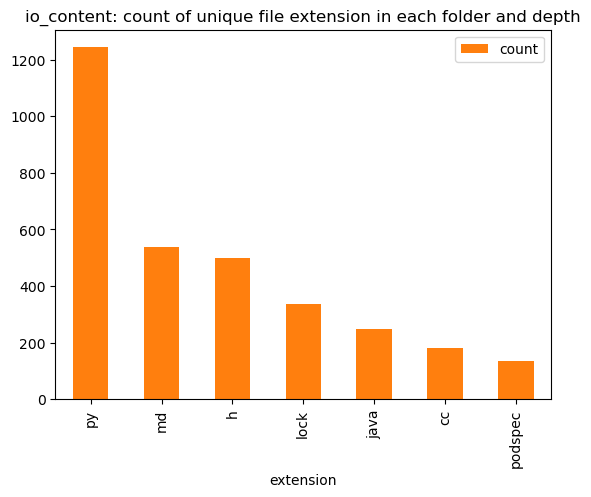 io_content: count of unique file extension in each folder and depth
count
1200
1000
800
600
400
200
0
py
md
h
lock
java
cc
podspec
extension